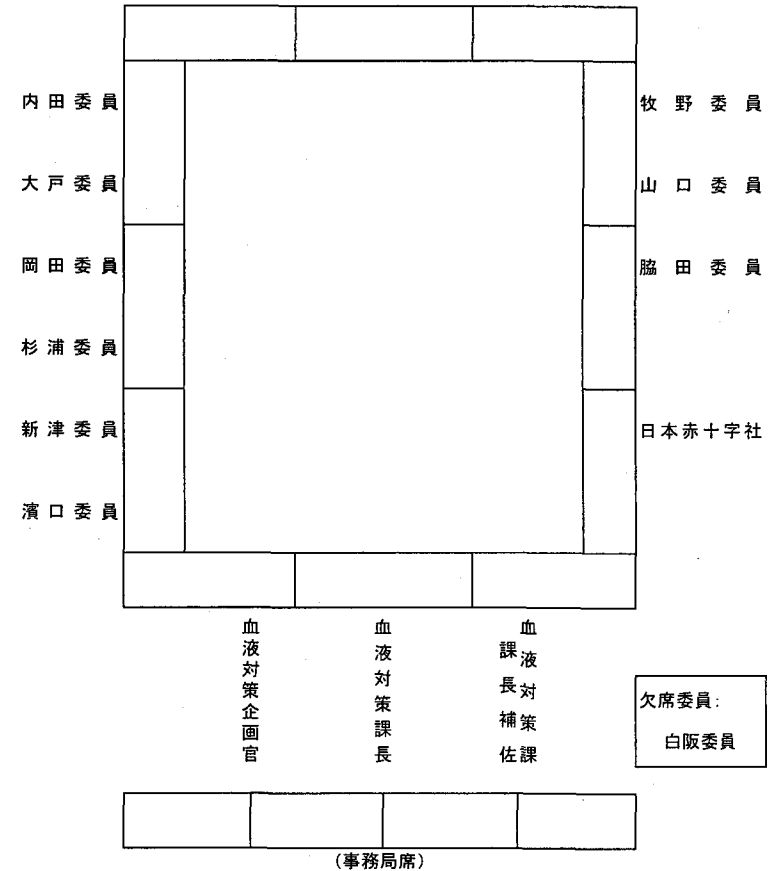 内田委員
牧野委員
大戸委員
山口委員
岡田委員
脇田委員
杉浦委員
新津委員
日本赤十字社
濱口委員
血液対策企画官
血液対策課長
血液対策課
課長補佐
欠席委員:
白阪委員
(事務局席)